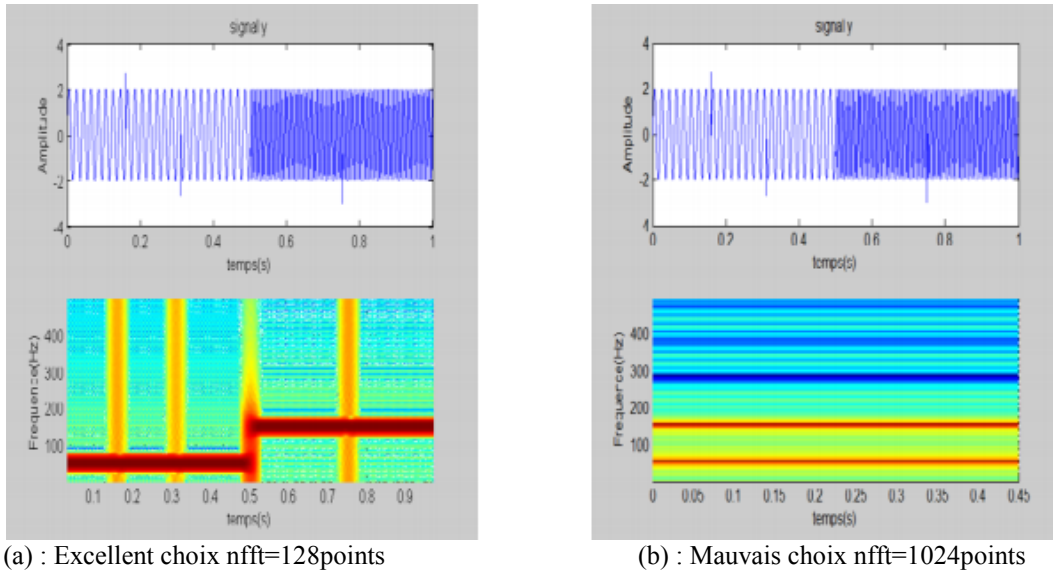 signal y
signal y
4
2
0
-2
-4
Amplitude
0 0.2 0.4 0.6 0.8 1
temps(s)
4
2
0
-2
4
Amplitude
0 0.2 0.4 0.6 0.8 1
temps(s)
400
300
200
100
Frequence(Hz)
0.1 0.2 0.3 0.4 0.5 0.6 0.7 0.8 0.9
temps(s)
400
300
200
100
Frequence(Hz)
0 0.05 0.1 0.15 0.2 0.25 0.3 0.35 0.4 0.45
temps(s)
(a) : Excellent choix nfft=128points
(b) : Mauvais choix nfft=1024points